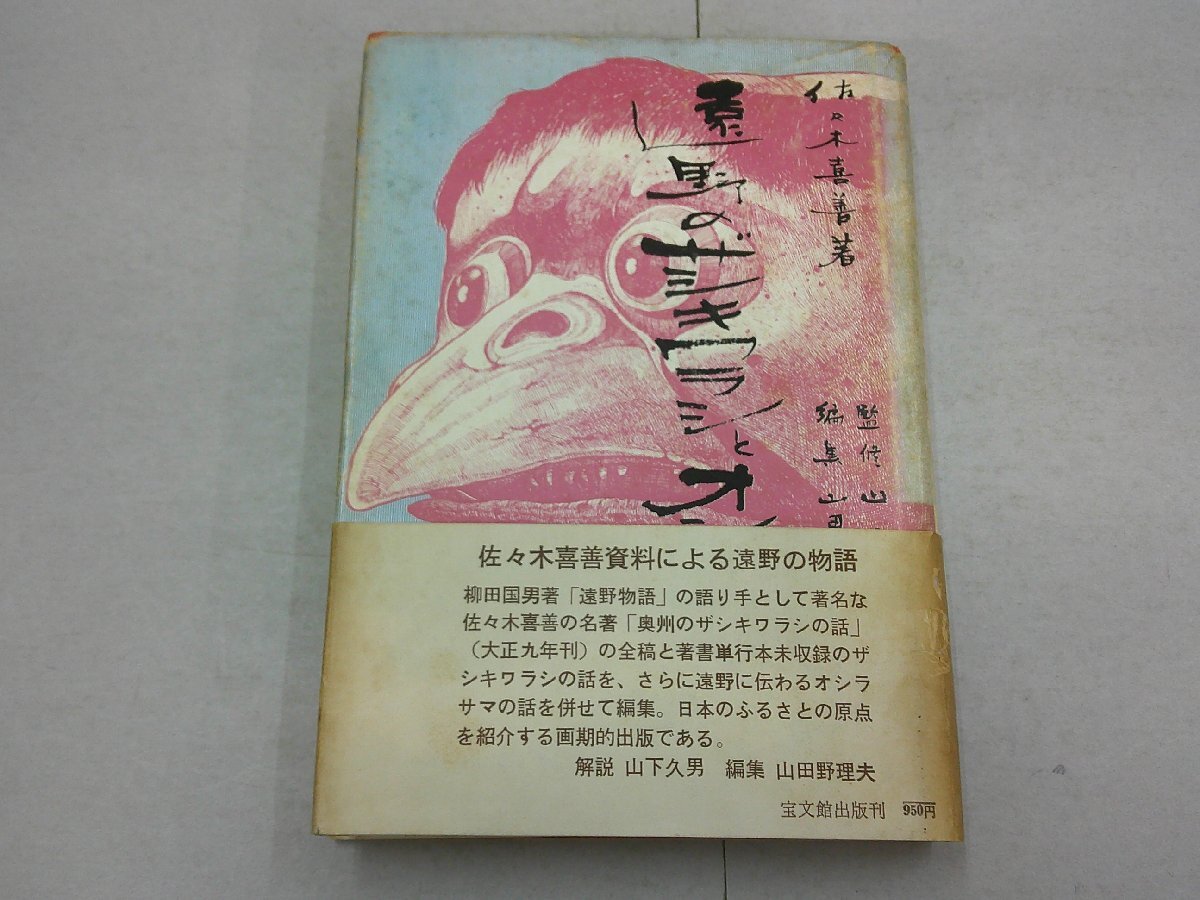 佐々木喜善著
遠野のザシキワラシとオ
監修 山
編集 山
佐々木喜善資料による遠野の物語
柳田国男著「遠野物語」の語り手として著名な
佐々木喜善の名著「奥州のザシキワラシの話」
（大正九年刊）の全稿と著書単行本未収録のザ
シキワラシの話を、さらに遠野に伝わるオシラ
サマの話を併せて編集。日本のふるさとの原点
を紹介する画期的出版である。
解説 山下久男 編集 山田野理夫
宝文館出版刊 950円